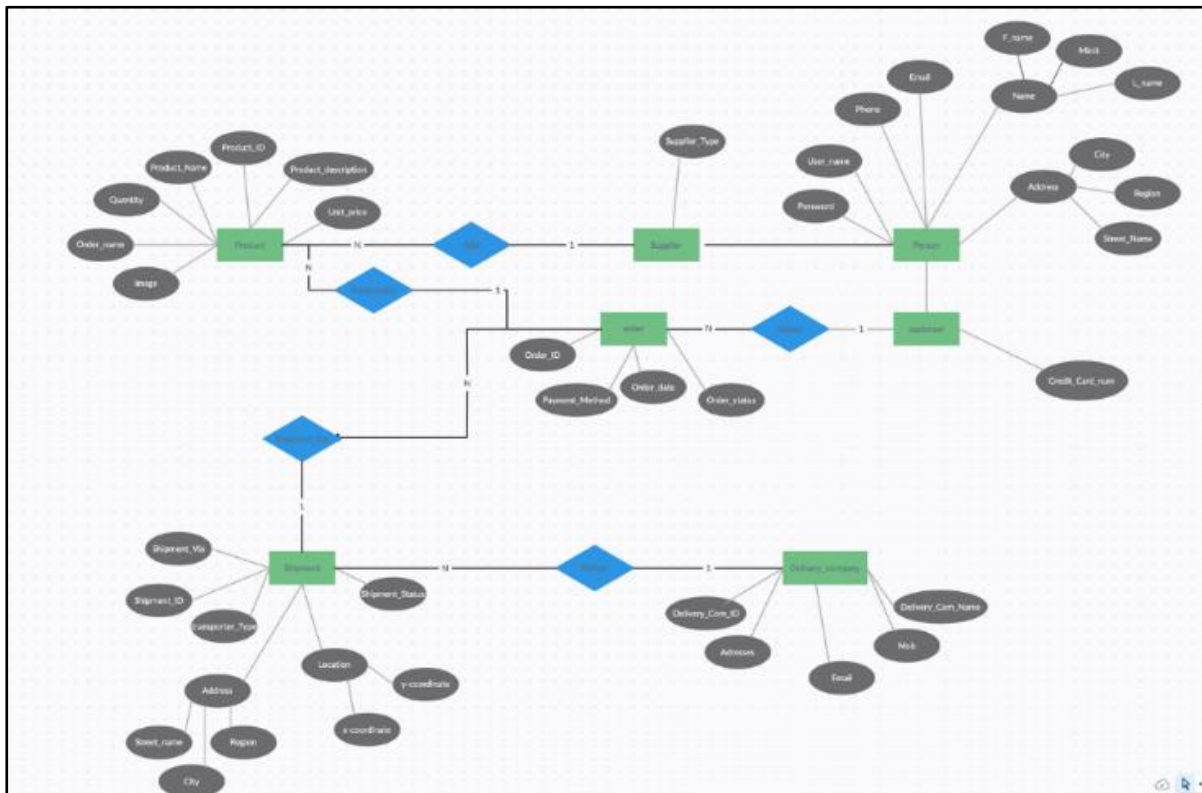 F_name
Minit
Name
L_name
Email
Phone
Product_ID
Supplier_Type
City
Product_Name
Product_description
User_name
Address
Region
Quantity
Unit_price
Password
Street_Name
Order_name
Product
N
1
Supplier
Person
N
Image
1
order
N
1
customer
Order_ID
Order_date
Credit_Card_num
Payment_Method
Order_status
N
1
Shipment_Via
Shipment
N
1
Delivery_company
Shipment_Status
Shipment_ID
Delivery_Com_ID
Delivery_Com_Name
transporter_Type
Mob
Adresses
Location
Email
y-coordinate
Address
x-coordinate
Street_name
Region
City